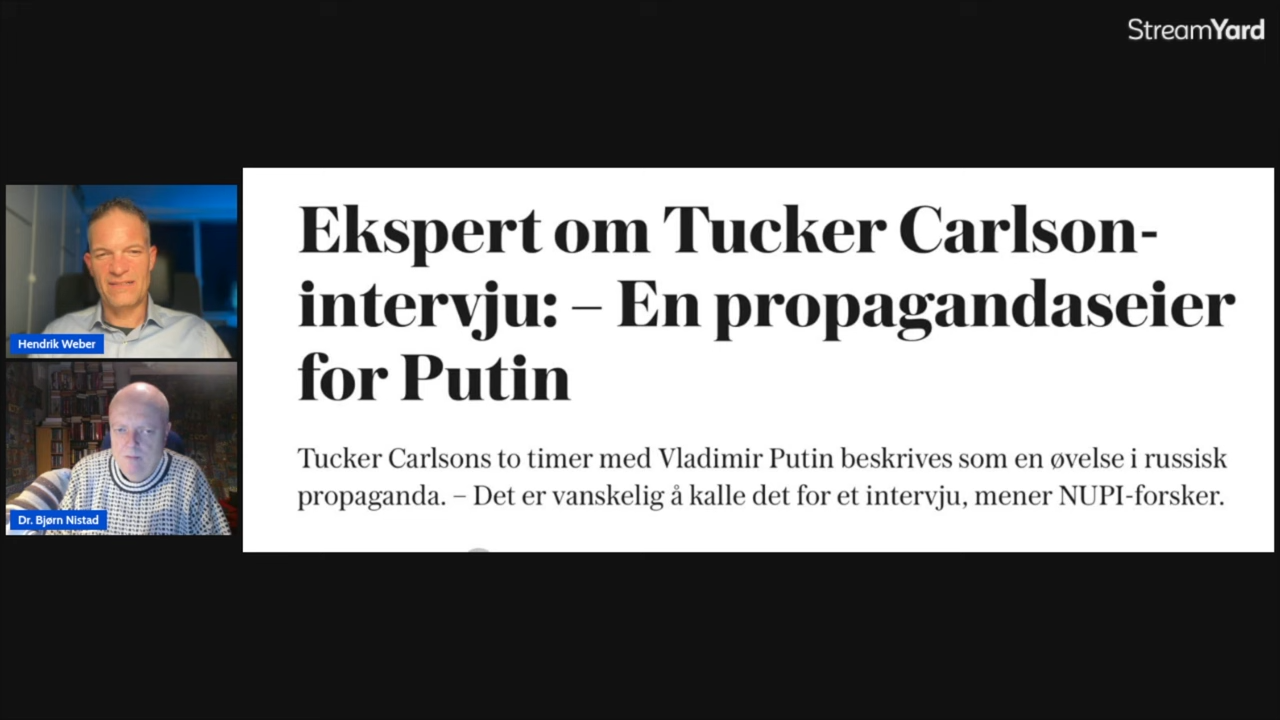 StreamYard
Ekspert om Tucker Carlson-
intervju: – En propagandaseier
for Putin
Tucker Carlsons to timer med Vladimir Putin beskrives som en øvelse i russisk
propaganda. – Det er vanskelig å kalle det for et intervju, mener NUPI-forsker.
Hendrik Weber
Dr. Bjørn Nistad